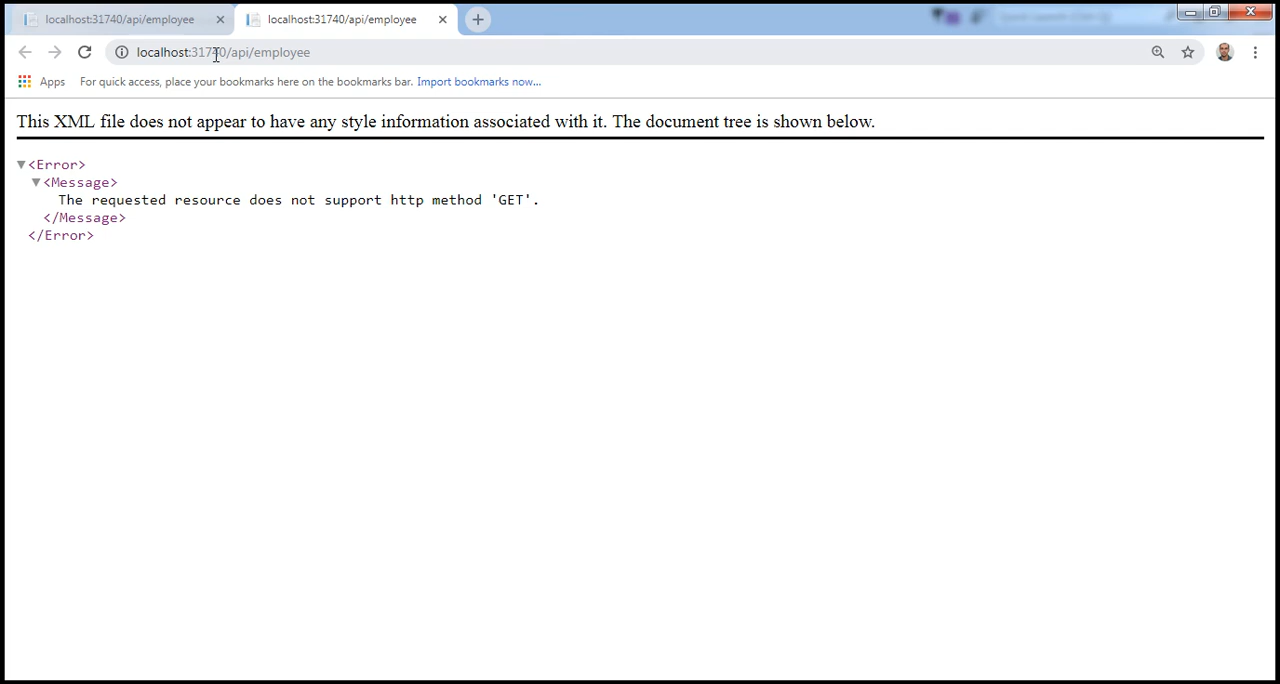 localhost:31740/api/employee
localhost:31740/api/employee
localhost:31740/api/employee
Apps For quick access, place your bookmarks here on the bookmarks bar. Import bookmarks now...
This XML file does not appear to have any style information associated with it. The document tree is shown below.
▼<Error>
▼<Message>
The requested resource does not support http method 'GET'.
</Message>
</Error>